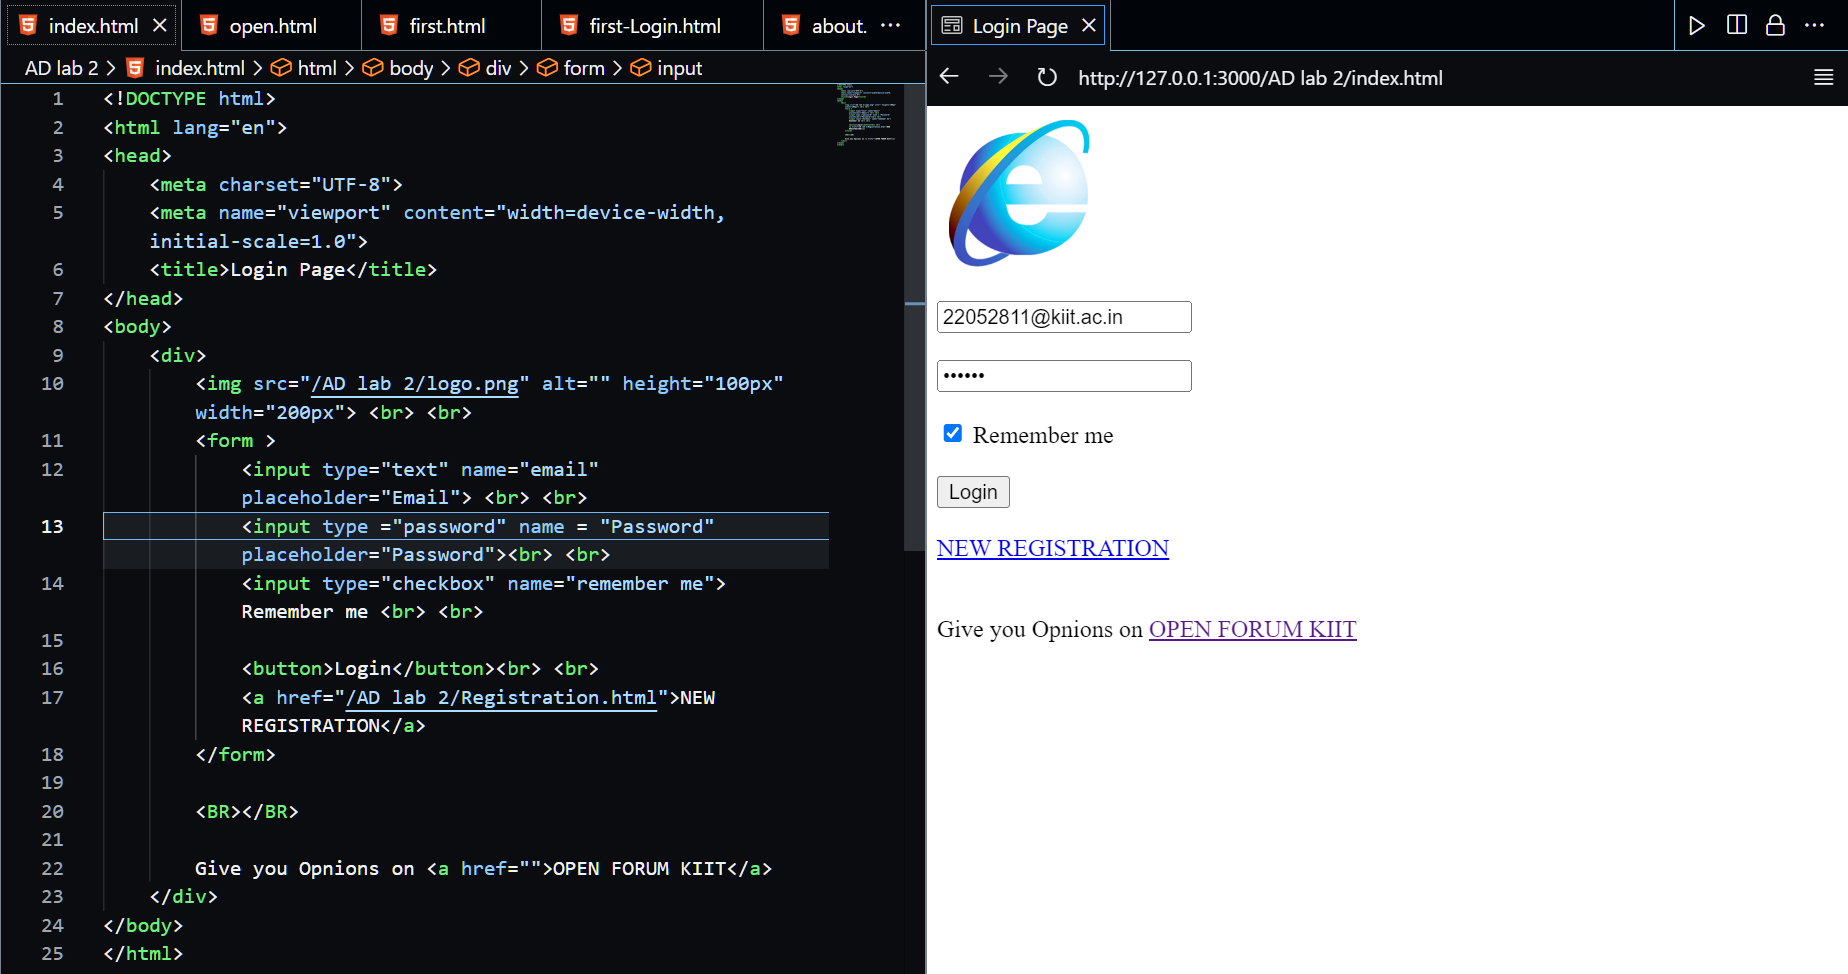 index.html
open.html
first.html
first-Login.html
about.
AD lab 2 > index.html > html > body > div > form > input
1 <!DOCTYPE html>
2 <html lang="en">
3 <head>
4 <meta charset="UTF-8">
5 <meta name="viewport" content="width=device-width,
initial-scale=1.0">
6 <title>Login Page</title>
7 </head>
8 <body>
9 <div>
10 <img src="/AD lab 2/logo.png" alt="" height="100px"
width="200px"> <br> <br>
11 <form >
12 <input type="text" name="email"
placeholder="Email"> <br> <br>
13 <input type ="password" name = "Password"
placeholder="Password"><br> <br>
14 <input type="checkbox" name="remember me">
Remember me <br> <br>
15
16 <button>Login</button><br> <br>
17 <a href="/AD lab 2/Registration.html">NEW
REGISTRATION</a>
18 </form>
19
20 <BR></BR>
21
22 Give you Opnions on <a href="">OPEN FORUM KIIT</a>
23 </div>
24 </body>
25 </html>
Login Page
http://127.0.0.1:3000/AD lab 2/index.html
22052811@kiit.ac.in
••••••
Remember me
Login
NEW REGISTRATION
Give you Opnions on OPEN FORUM KIIT